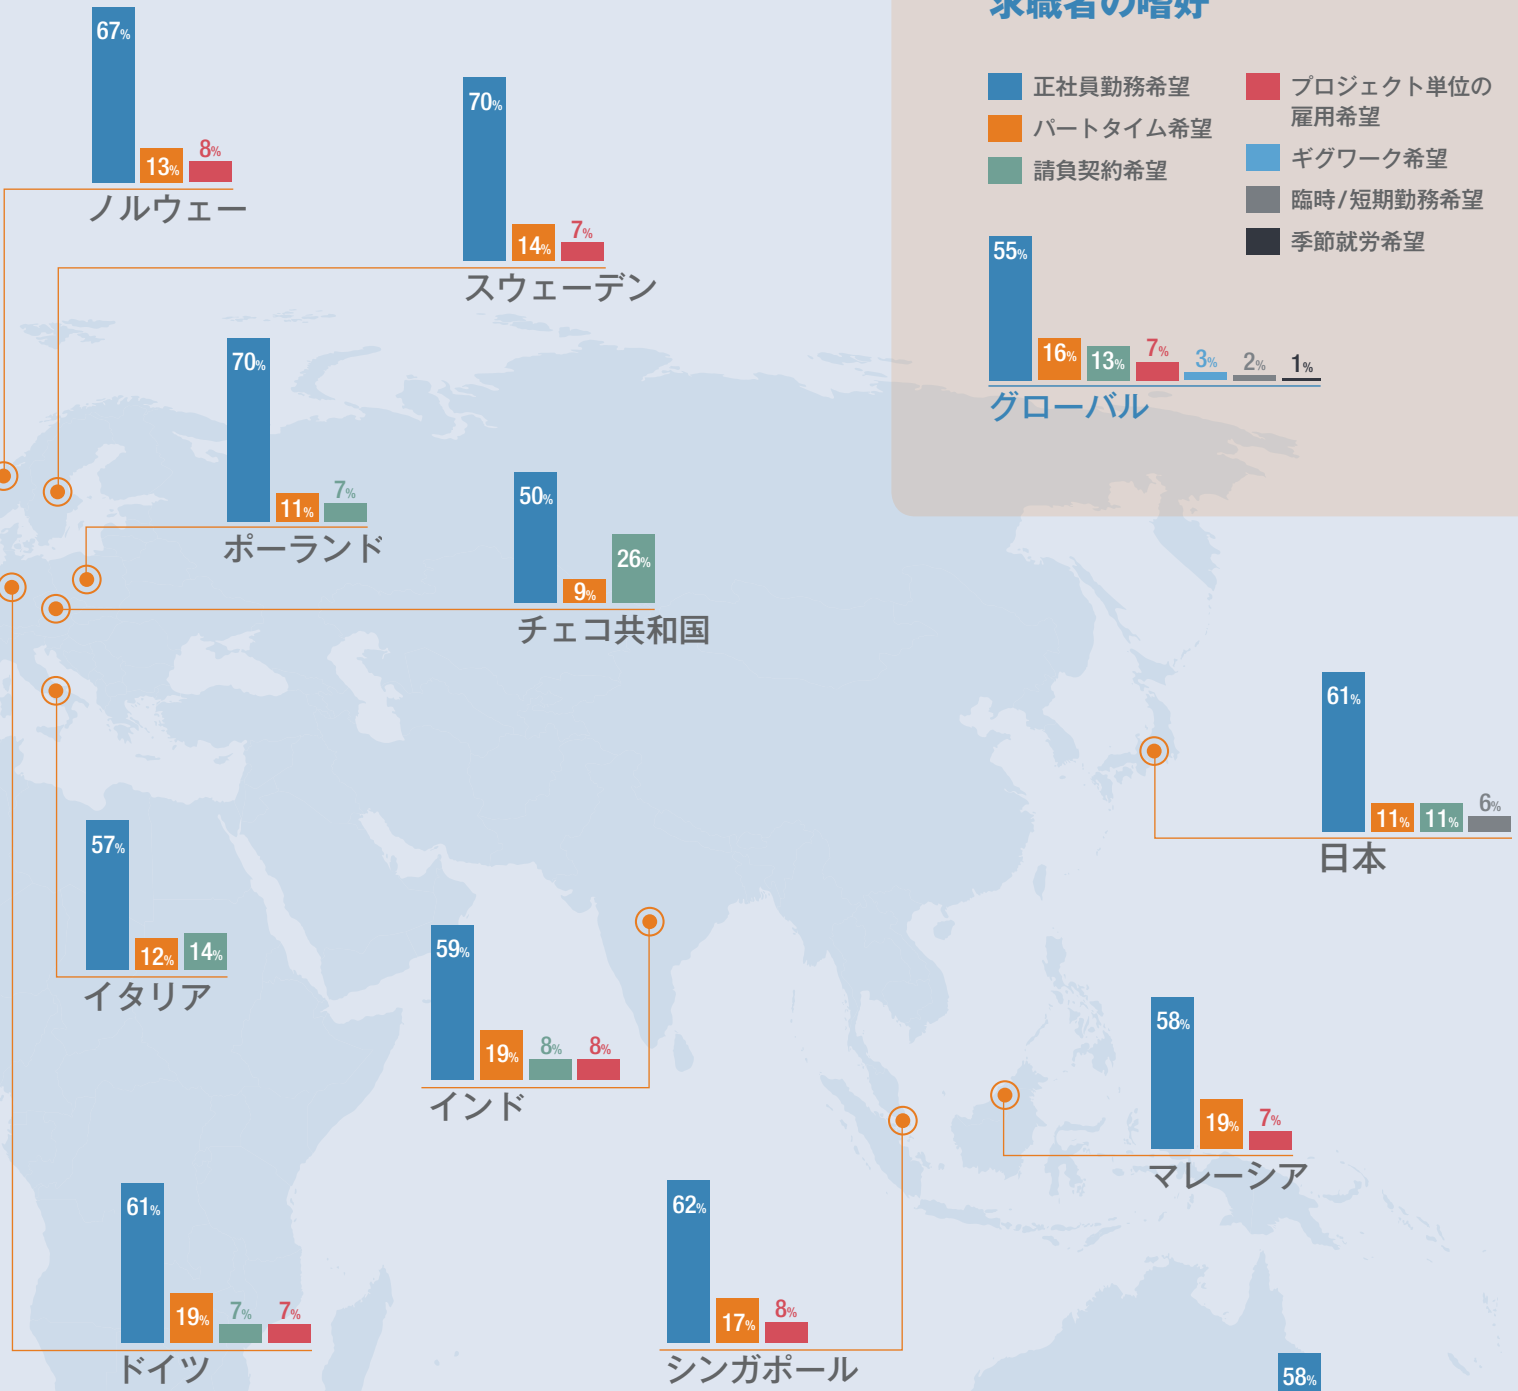 求職者の嗜好
正社員勤務希望
パートタイム希望
請負契約希望
プロジェクト単位の
雇用希望
ギグワーク希望
臨時/短期勤務希望
季節就労希望
55% 16% 13% 7% 3% 2% 1%
グローバル
67% 13% 8%
ノルウェー
70% 14% 7%
スウェーデン
70% 11% 7%
ポーランド
50% 9% 26%
チェコ共和国
61% 11% 11% 6%
日本
57% 12% 14%
イタリア
59% 19% 8% 8%
インド
58% 19% 7%
マレーシア
61% 19% 7% 7%
ドイツ
62% 17% 8%
シンガポール
58%